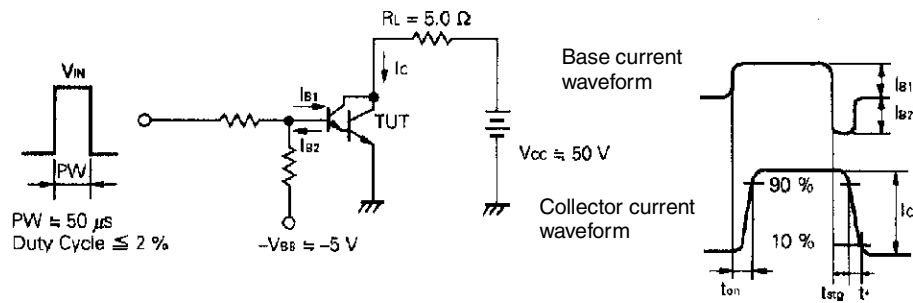 RL = 5.0 Ω
VIN
IC
IB1
TUT
IB2
VCC ≒ 50 V
PW
PW ≒ 50 μs
Duty Cycle ≦ 2 %
−VBB ≒ −5 V
Base current
waveform
IB1
IB2
Collector current
waveform
90 %
10 %
IC
ton
tstg